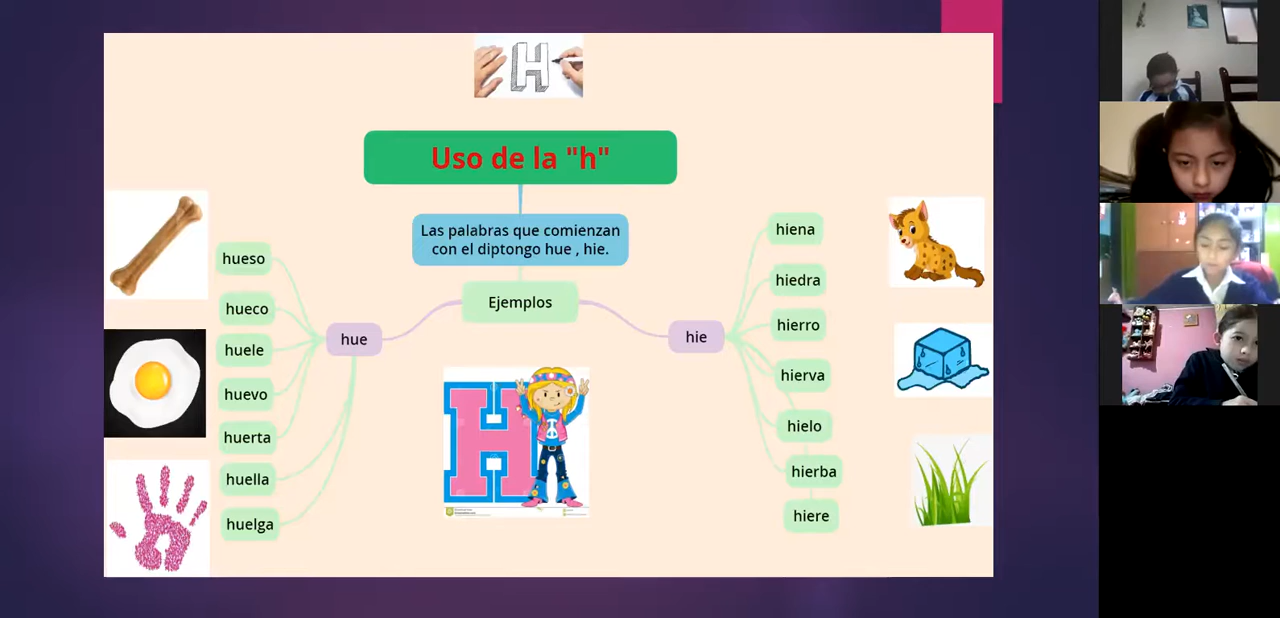 Uso de la "h"
Las palabras que comienzan
con el diptongo hue , hie.
Ejemplos
hue
hueso
hueco
huele
huevo
huerta
huella
huelga
hie
hiena
hiedra
hierro
hierva
hielo
hierba
hiere
H
H